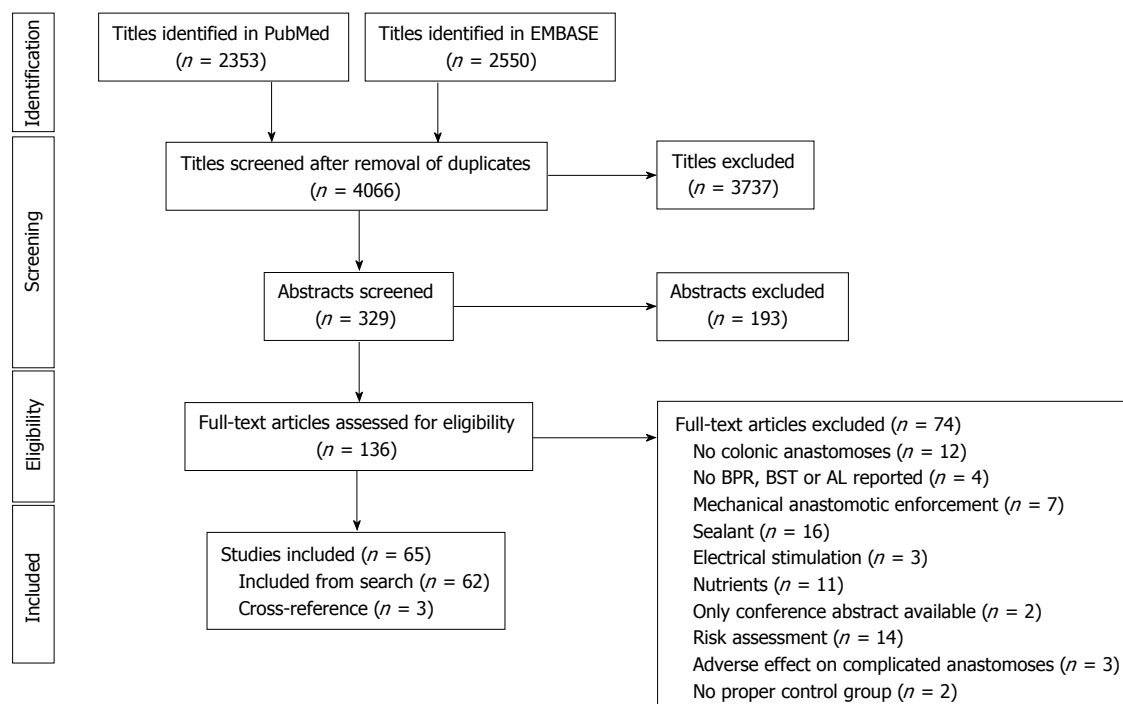 Identification
Titles identified in PubMed
(n = 2353)
Titles identified in EMBASE
(n = 2550)
Screening
Titles screened after removal of duplicates
(n = 4066)
Titles excluded
(n = 3737)
Abstracts screened
(n = 329)
Abstracts excluded
(n = 193)
Eligibility
Full-text articles assessed for eligibility
(n = 136)
Full-text articles excluded (n = 74)
No colonic anastomoses (n = 12)
No BPR, BST or AL reported (n = 4)
Mechanical anastomotic enforcement (n = 7)
Sealant (n = 16)
Electrical stimulation (n = 3)
Nutrients (n = 11)
Only conference abstract available (n = 2)
Risk assessment (n = 14)
Adverse effect on complicated anastomoses (n = 3)
No proper control group (n = 2)
Included
Studies included (n = 65)
Included from search (n = 62)
Cross-reference (n = 3)